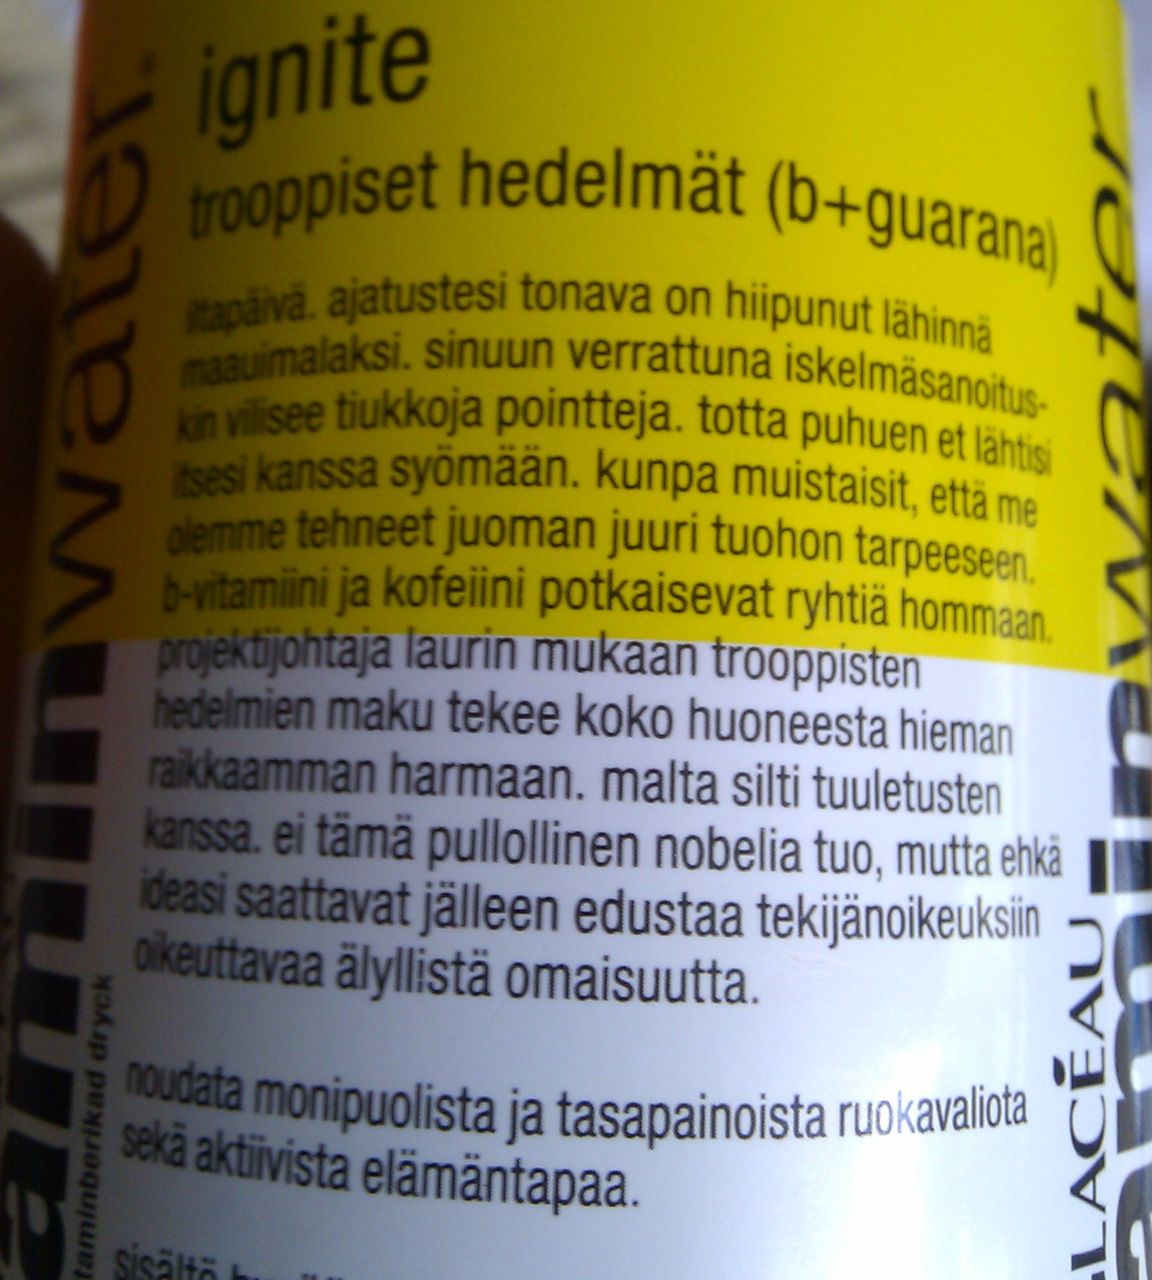 ignite
trooppiset hedelmät (b+guarana)
iltapäivä. ajatustesi tonava on hiipunut lähinnä
maauimalaksi. sinuun verrattuna iskelmäsanoitus-
kin vilisee tiukkoja pointteja. totta puhuen et lähtisi
itsesi kanssa syömään. kunpa muistaisit, että me
olemme tehneet juoman juuri tuohon tarpeeseen.
b-vitamiini ja kofeiini potkaisevat ryhtiä hommaan.
projektijohtaja laurin mukaan trooppisten
hedelmien maku tekee koko huoneesta hieman
raikkaamman harmaan. malta silti tuuletusten
kanssa. ei tämä pullollinen nobelia tuo, mutta ehkä
ideasi saattavat jälleen edustaa tekijänoikeuksiin
oikeuttavaa älyllistä omaisuutta.
noudata monipuolista ja tasapainoista ruokavaliota
sekä aktiivista elämäntapaa.
sisältö
aminwater
taminberikad dryck
aminwater
GLACÉAU